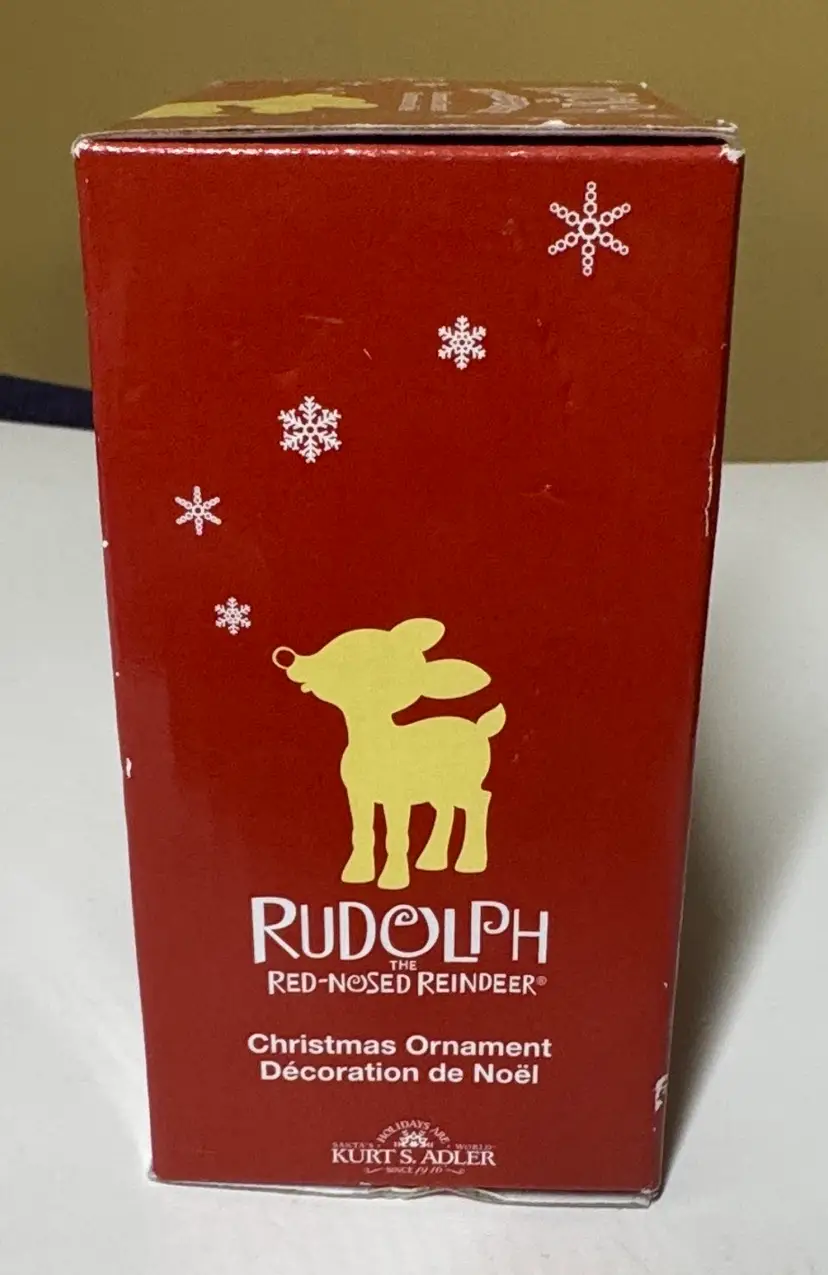 RUDOLPH
THE
RED-NOSED REINDEER®
Christmas Ornament
Décoration de Noël
HOLIDAYS ARE
SANTA'S WORLD
KURT S. ADLER
SINCE 1946